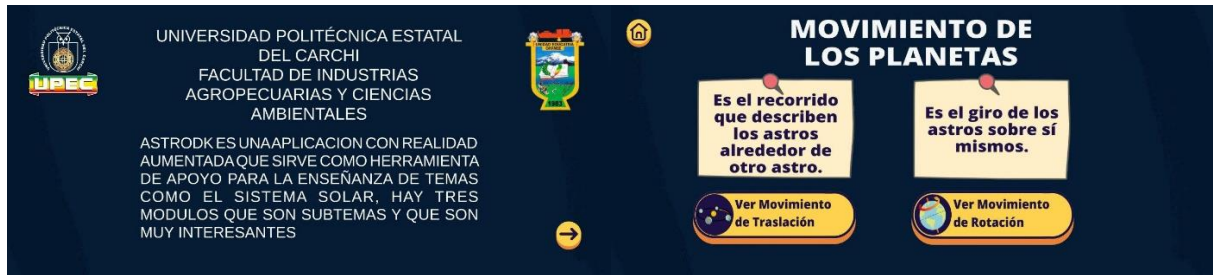 UNIVERSIDAD POLITÉCNICA ESTATAL
DEL CARCHI
FACULTAD DE INDUSTRIAS
AGROPECUARIAS Y CIENCIAS
AMBIENTALES
ASTRODK ES UNA APLICACION CON REALIDAD
AUMENTADA QUE SIRVE COMO HERRAMIENTA
DE APOYO PARA LA ENSEÑANZA DE TEMAS
COMO EL SISTEMA SOLAR, HAY TRES
MODULOS QUE SON SUBTEMAS Y QUE SON
MUY INTERESANTES
UPEC
1983
MOVIMIENTO DE
LOS PLANETAS
Es el recorrido
que describen
los astros
alrededor de
otro astro.
Ver Movimiento
de Traslación
Es el giro de los
astros sobre sí
mismos.
Ver Movimiento
de Rotación